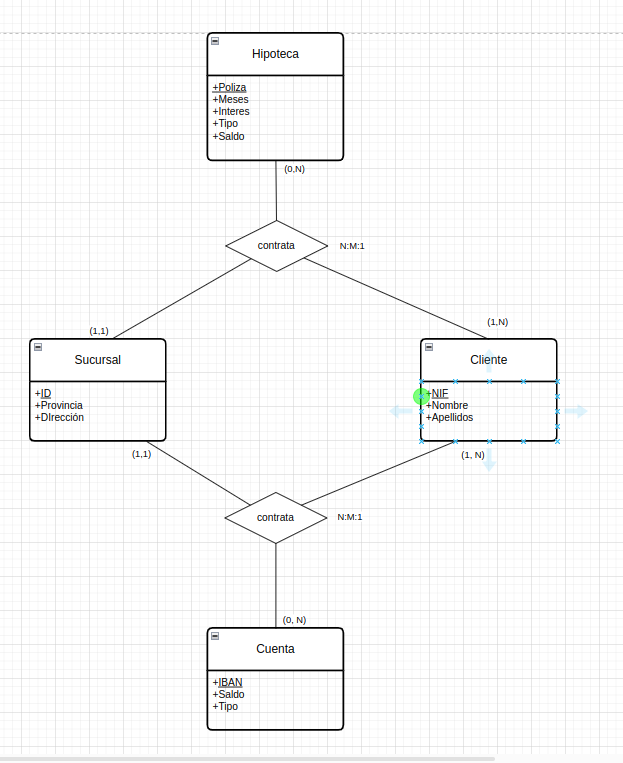 Hipoteca
+Poliza
+Meses
+Interes
+Tipo
+Saldo
(0,N)
contrata
N:M:1
(1,1)
(1,N)
Sucursal
+ID
+Provincia
+DIrección
Cliente
+NIF
+Nombre
+Apellidos
(1,1)
(1, N)
contrata
N:M:1
(0, N)
Cuenta
+IBAN
+Saldo
+Tipo